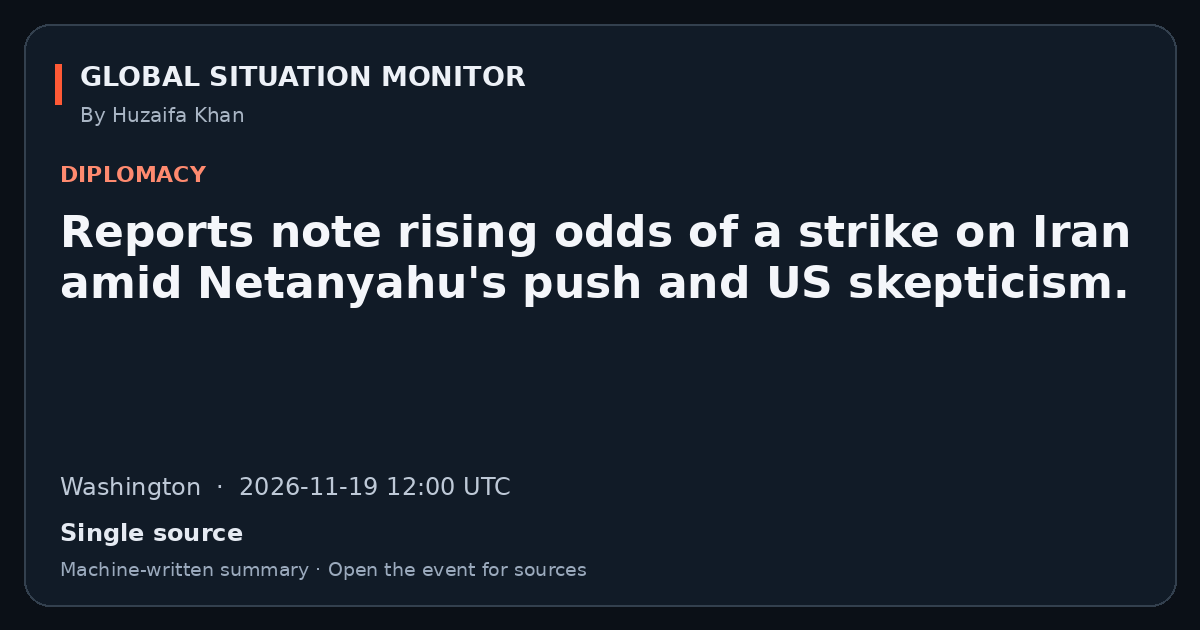 GLOBAL SITUATION MONITOR
By Huzaifa Khan
DIPLOMACY
Reports note rising odds of a strike on Iran
amid Netanyahu's push and US skepticism.
Washington · 2026-11-19 12:00 UTC
Single source
Machine-written summary · Open the event for sources